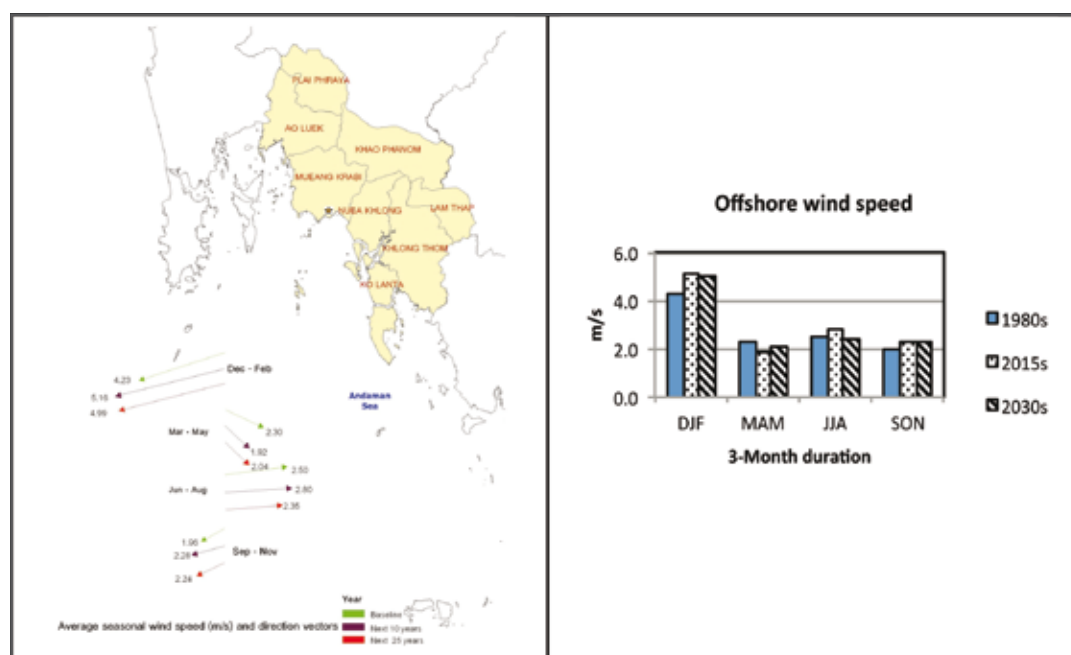 PLAI PHRAYA
AO LUEK
KHAO PHANOM
MUEANG KRABI
NUEA KHLONG
LAM THAP
KHLONG THOM
KO LANTA
Andaman
Sea
Dec - Feb
4.23
5.16
4.99
Mar - May
2.30
1.92
2.04
Jun - Aug
2.50
2.80
2.35
Sep - Nov
1.96
2.28
2.24
Year
Baseline
Next 10 years
Next 25 years
Average seasonal wind speed (m/s) and direction vectors
Offshore wind speed
6.0
4.0
2.0
0.0
m/s
DJF MAM JJA SON
3-Month duration
1980s
2015s
2030s